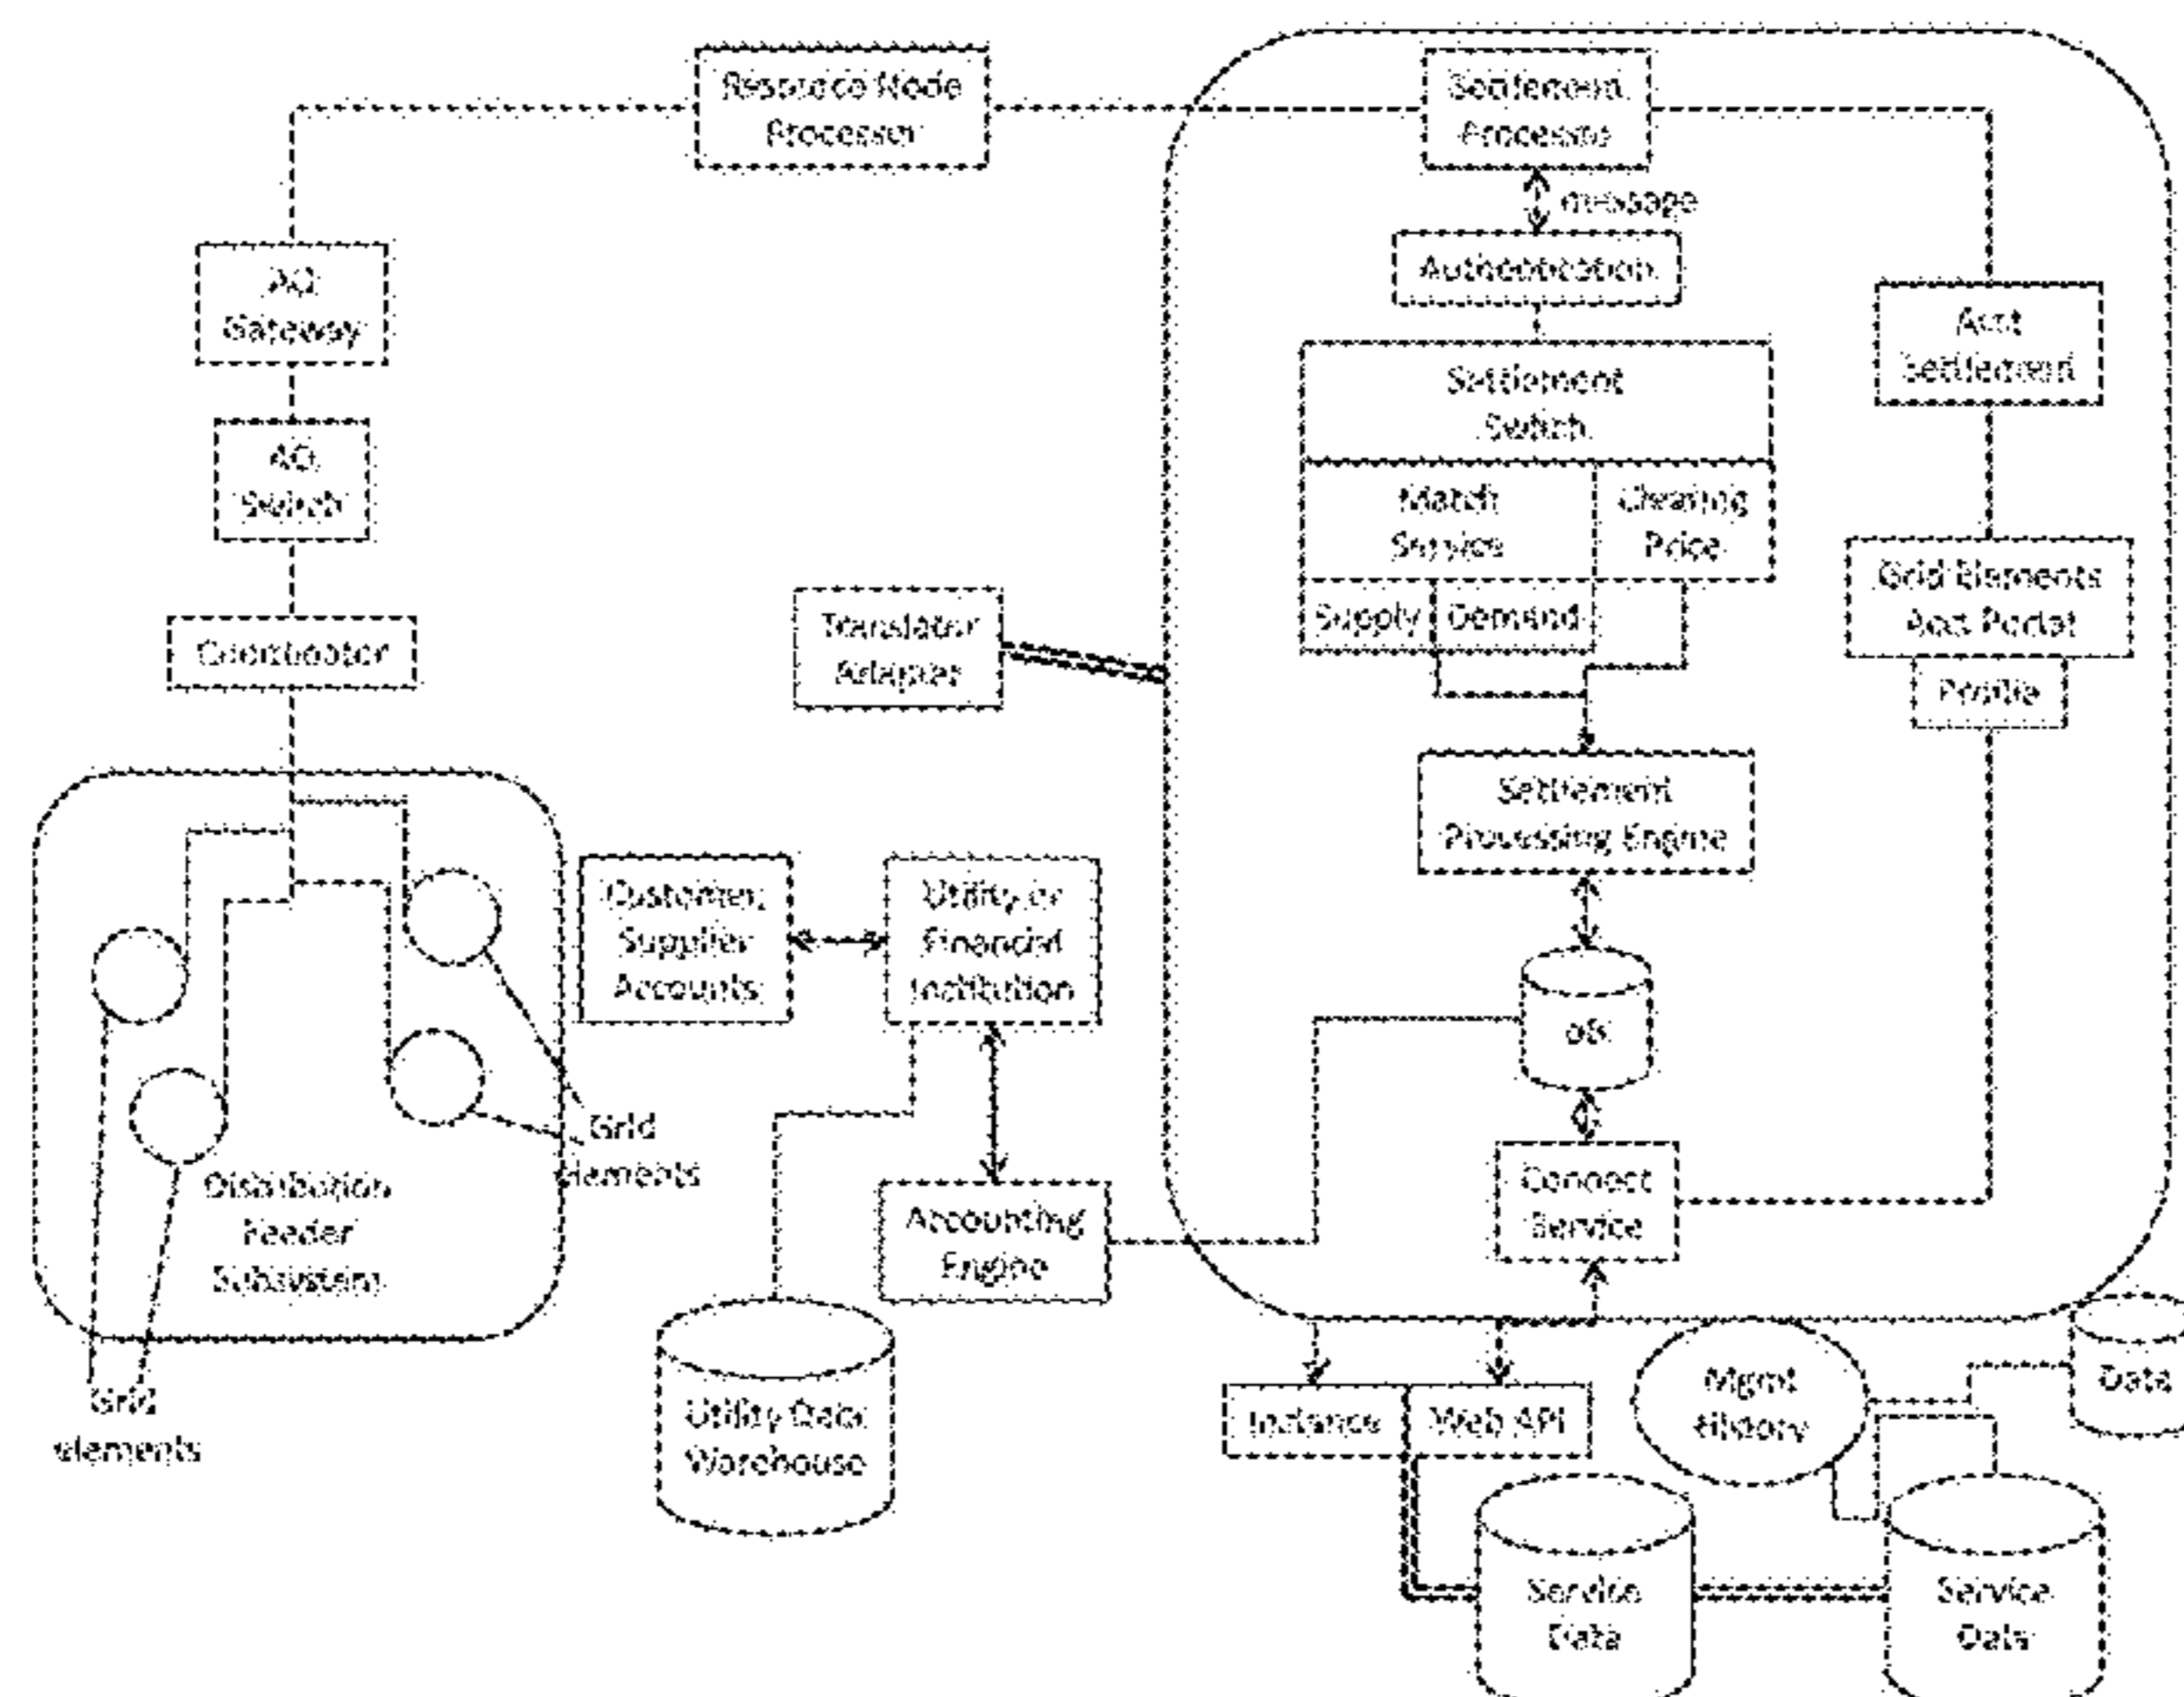 Resource Node
Processor
Settlement
Processor
message
Authentication
Settlement
Switch
Match
Service
Clearing
Price
Supply
Demand
Settlement
Processing Engine
Connect
Service
Acct
Settlement
Grid Elements
Acct Portal
Profile
Gateway
Switch
Coordinator
Translator
Adapter
Customer,
Supplier
Accounts
Utility or
Financial
Institution
Accounting
Engine
Grid
elements
Distribution
Feeder
Subsystem
Grid
elements
Utility Data
Warehouse
Instance
Web API
Mgmt
History
Data
Service
Data
Service
Data